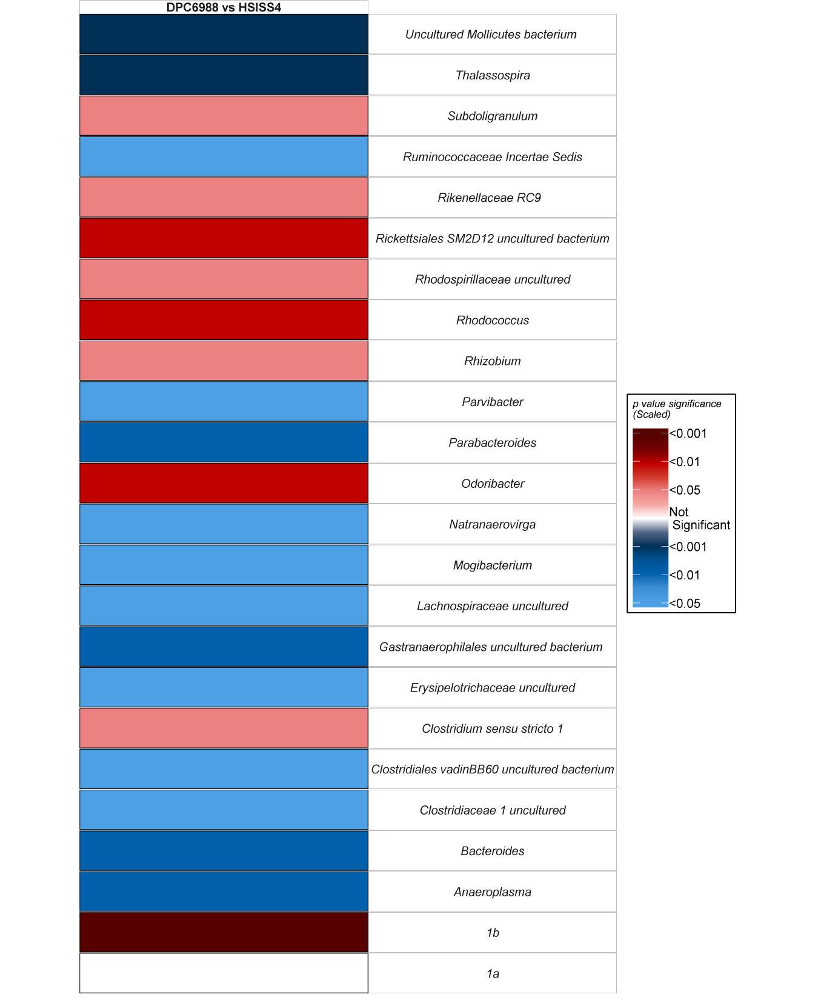 DPC6988 vs HSISS4
Uncultured Mollicutes bacterium
Thalassospira
Subdoligranulum
Ruminococcaceae Incertae Sedis
Rikenellaceae RC9
Rickettsiales SM2D12 uncultured bacterium
Rhodospirillaceae uncultured
Rhodococcus
Rhizobium
Parvibacter
Parabacteroides
Odoribacter
Natranaerovirga
Mogibacterium
Lachnospiraceae uncultured
Gastranaerophilales uncultured bacterium
Erysipelotrichaceae uncultured
Clostridium sensu stricto 1
Clostridiales vadinBB60 uncultured bacterium
Clostridiaceae 1 uncultured
Bacteroides
Anaeroplasma
1b
1a
p value significance
(Scaled)
<0.001
<0.01
<0.05
Not
Significant
<0.001
<0.01
<0.05